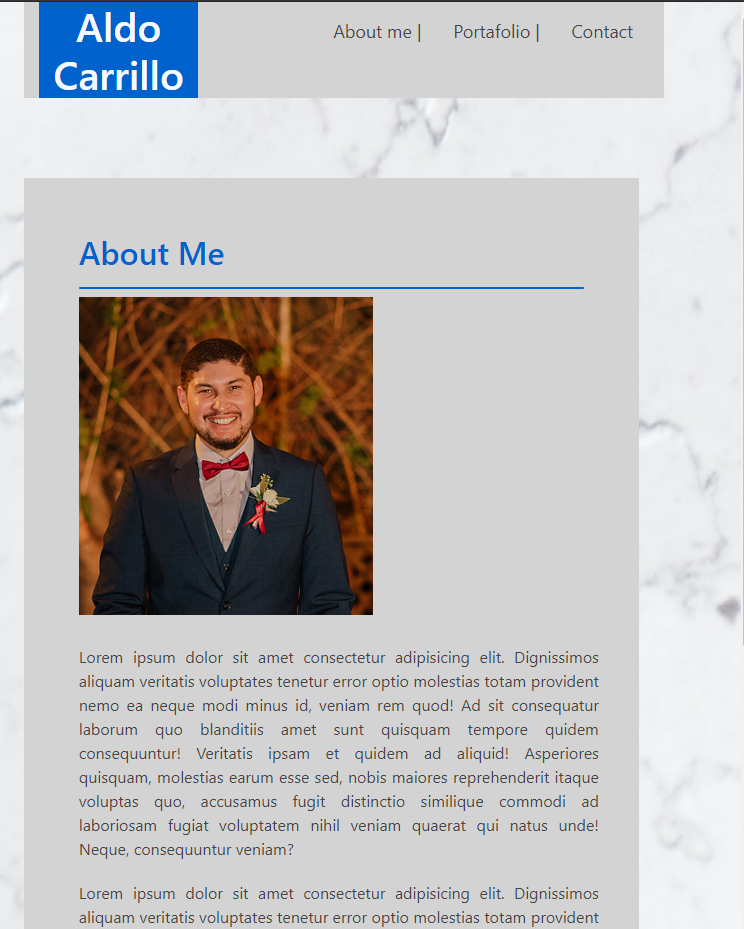 Aldo
Carrillo
About me | Portafolio | Contact
About Me
Lorem ipsum dolor sit amet consectetur adipisicing elit. Dignissimos
aliquam veritatis voluptates tenetur error optio molestias totam provident
nemo ea neque modi minus id, veniam rem quod! Ad sit consequatur
laborum quo blanditiis amet sunt quisquam tempore quidem
consequuntur! Veritatis ipsam et quidem ad aliquid! Asperiores
quisquam, molestias earum esse sed, nobis maiores reprehenderit itaque
voluptas quo, accusamus fugit distinctio similique commodi ad
laboriosam fugiat voluptatem nihil veniam quaerat qui natus unde!
Neque, consequuntur veniam?
Lorem ipsum dolor sit amet consectetur adipisicing elit. Dignissimos
aliquam veritatis voluptates tenetur error optio molestias totam provident